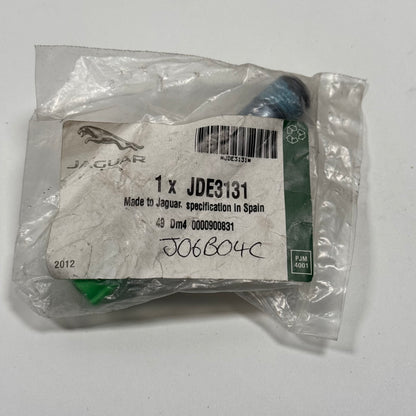 *JDE3131*
JAGUAR
1 x JDE3131
Made to Jaguar. specification in Spain
49 Dm4 0000900831
J06B04C
2012
PJM
4001